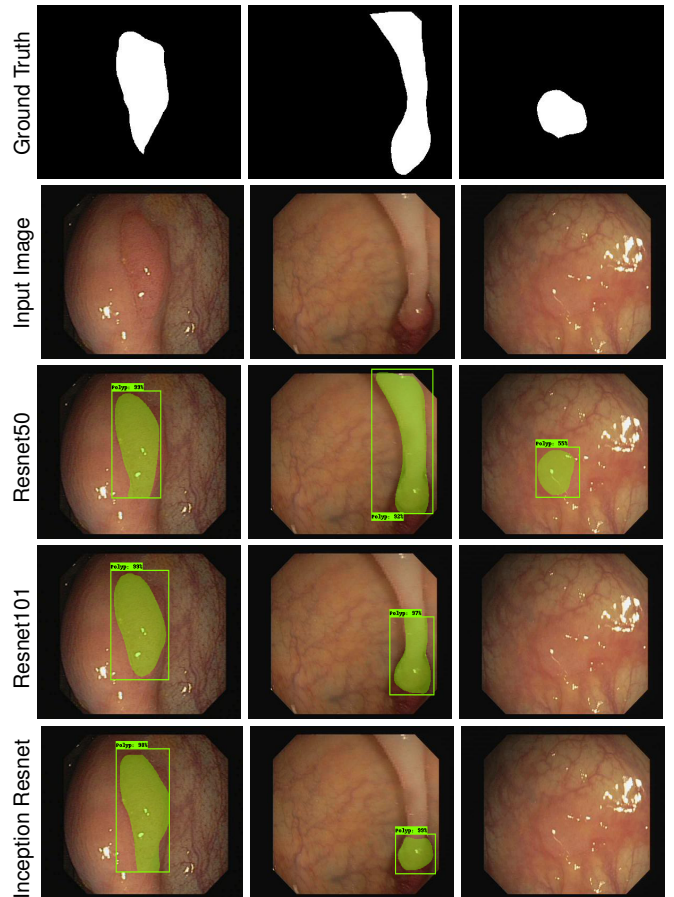 Ground Truth
Input Image
Resnet50
Polyp: 99%
Polyp: 92%
Polyp: 55%
Resnet101
Polyp: 99%
Polyp: 97%
Inception Resnet
Polyp: 98%
Polyp: 99%